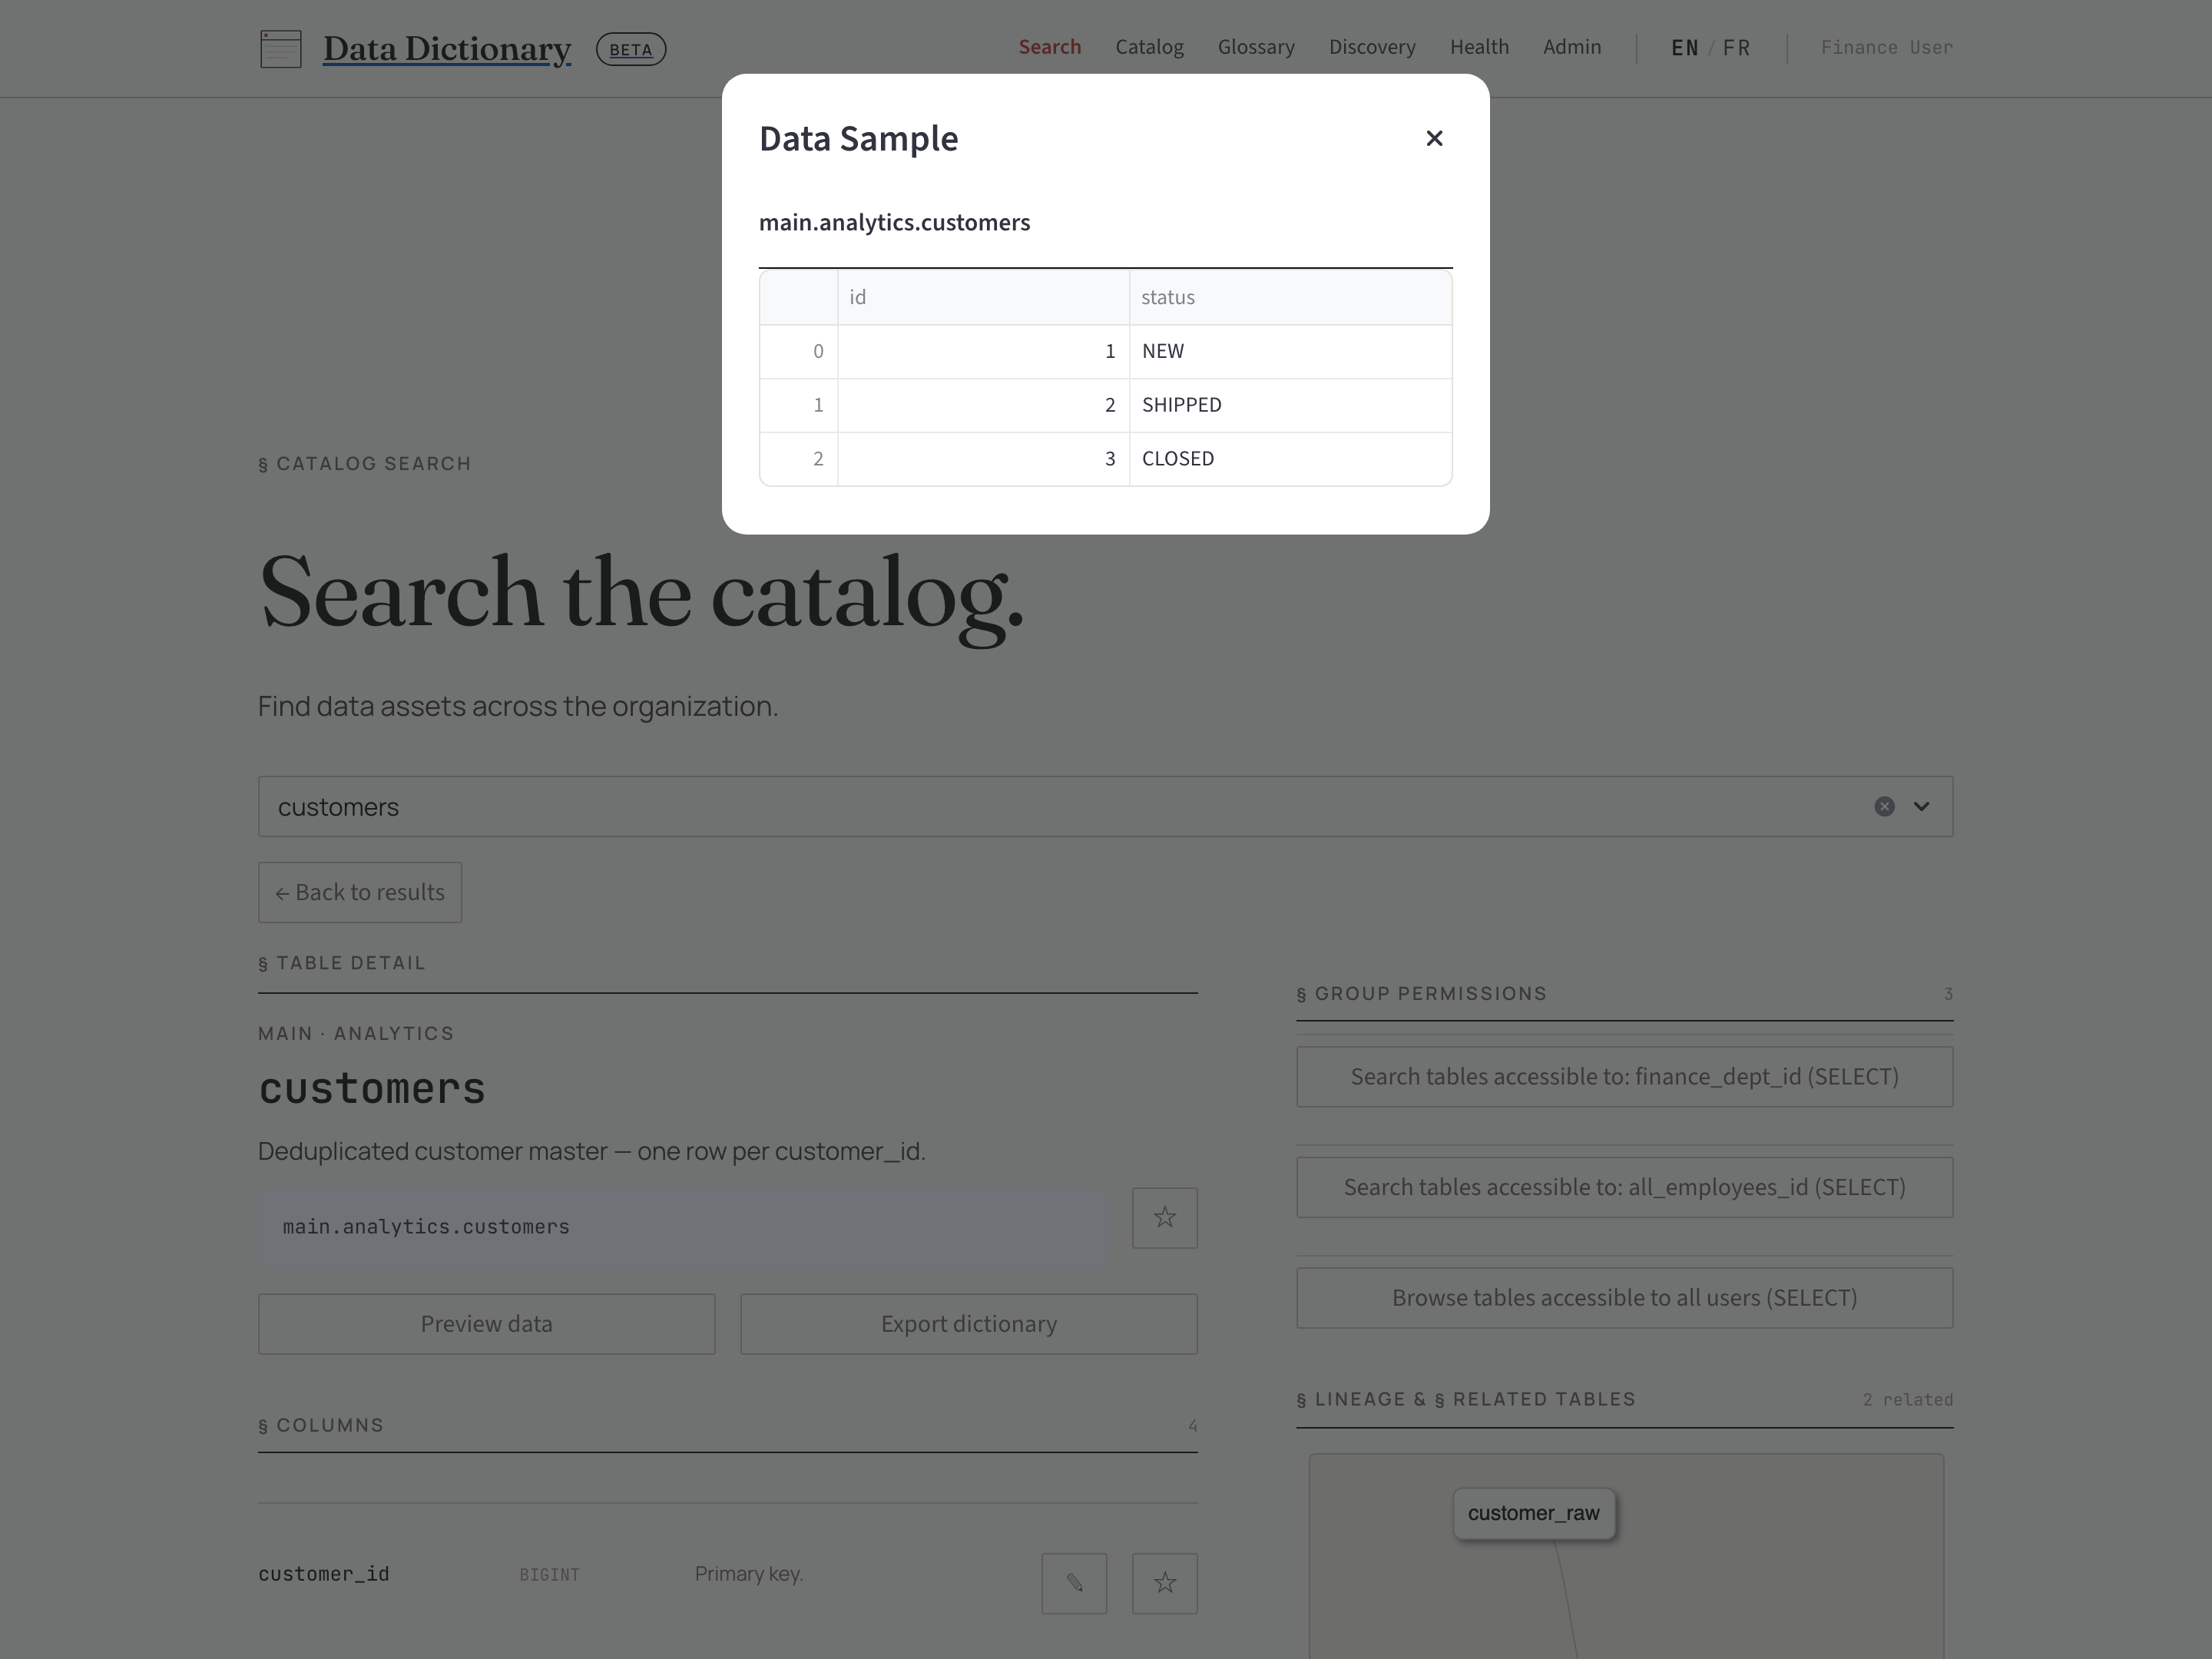 Data Dictionary BETA
Search Catalog Glossary Discovery Health Admin EN / FR Finance User
Data Sample
main.analytics.customers
id status
0 1 NEW
1 2 SHIPPED
2 3 CLOSED
§ CATALOG SEARCH
Search the catalog.
Find data assets across the organization.
customers
← Back to results
§ TABLE DETAIL
MAIN · ANALYTICS
customers
Deduplicated customer master — one row per customer_id.
main.analytics.customers
Preview data Export dictionary
§ COLUMNS 4
customer_id BIGINT Primary key.
§ GROUP PERMISSIONS 3
Search tables accessible to: finance_dept_id (SELECT)
Search tables accessible to: all_employees_id (SELECT)
Browse tables accessible to all users (SELECT)
§ LINEAGE & § RELATED TABLES 2 related
customer_raw